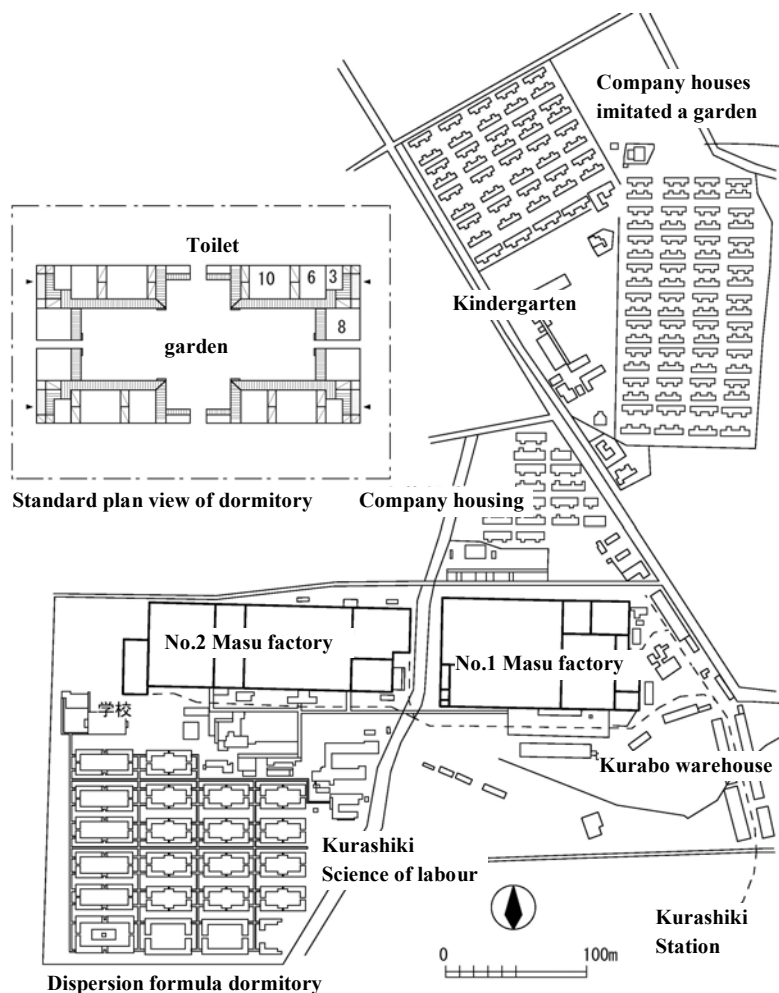 Company houses
imitated a garden
Toilet
10
6
3
8
garden
Kindergarten
Standard plan view of dormitory
Company housing
No.2 Masu factory
No.1 Masu factory
学校
Kurabo warehouse
Kurashiki
Science of labour
Kurashiki
Station
0
100m
Dispersion formula dormitory